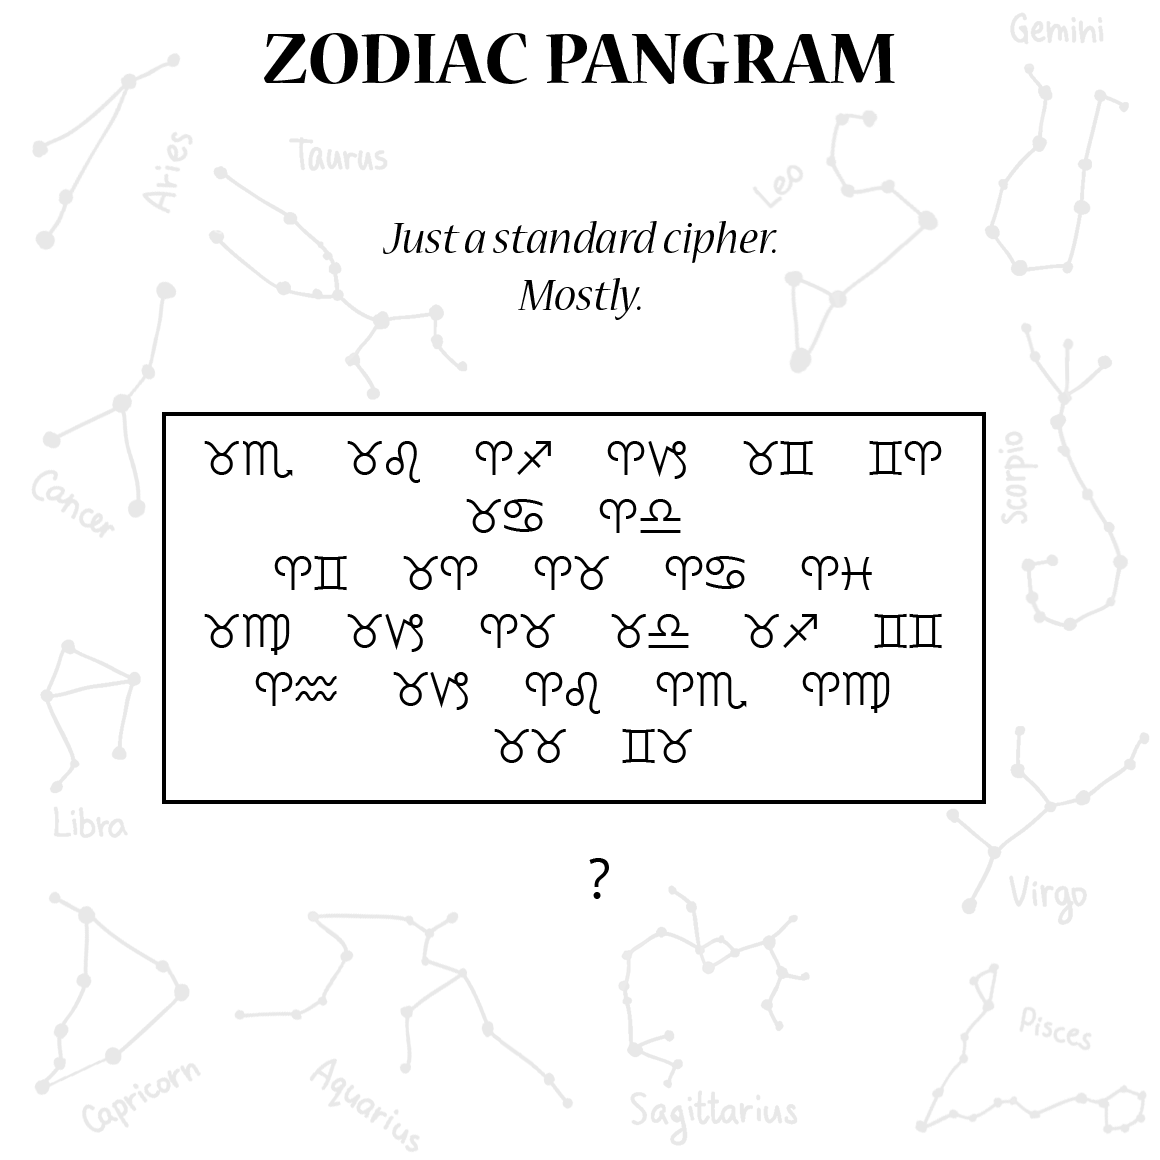 ZODIAC PANGRAM
Gemini
Aries
Taurus
Leo
Just a standard cipher.
Mostly.
Cancer
Scorpio
♉♏ ♉♌ ♈♐ ♈♑ ♉♊ ♊♈
♉♋ ♈♎
♈♊ ♉♈ ♈♉ ♈♋ ♈♓
♉♍ ♉♑ ♈♉ ♉♎ ♉♐ ♊♊
♈♒ ♉♑ ♈♌ ♈♏ ♈♍
♉♉ ♊♉
Libra
?
Virgo
Capricorn
Aquarius
Sagittarius
Pisces